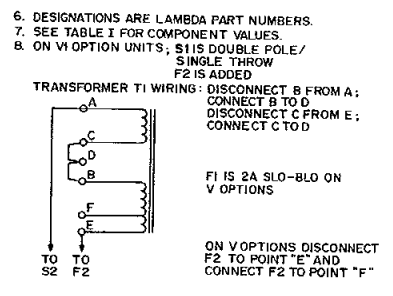 6. DESIGNATIONS ARE LAMBDA PART NUMBERS.
7. SEE TABLE I FOR COMPONENT VALUES.
8. ON V1 OPTION UNITS; S1 IS DOUBLE POLE/
SINGLE THROW
F2 IS ADDED
TRANSFORMER T1 WIRING: DISCONNECT B FROM A;
CONNECT B TO D
DISCONNECT C FROM E;
CONNECT C TO D
A
C
D
B
F
E
F1 IS 2A SLO-BLO ON
V OPTIONS
TO S2
TO F2
ON V OPTIONS DISCONNECT
F2 TO POINT "E" AND
CONNECT F2 TO POINT "F"